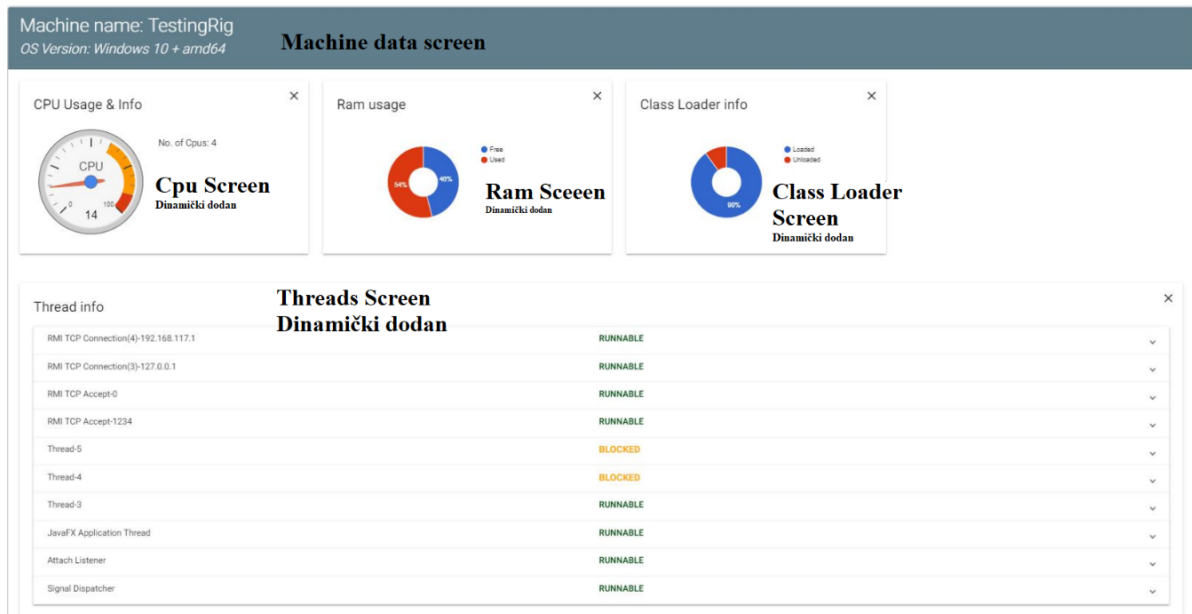 Machine name: TestingRig
OS Version: Windows 10 + amd64
Machine data screen
CPU Usage & Info
No. of Cpus: 4
CPU
0
100
14
Cpu Screen
Dinamički dodan
Ram usage
Free
Used
54%
46%
Ram Sceeen
Dinamički dodan
Class Loader info
Loaded
Unloaded
90%
Class Loader
Screen
Dinamički dodan
Thread info
Threads Screen
Dinamički dodan
RMI TCP Connection(4)-192.168.117.1 RUNNABLE
RMI TCP Connection(3)-127.0.0.1 RUNNABLE
RMI TCP Accept-0 RUNNABLE
RMI TCP Accept-1234 RUNNABLE
Thread-5 BLOCKED
Thread-4 BLOCKED
Thread-3 RUNNABLE
JavaFX Application Thread RUNNABLE
Attach Listener RUNNABLE
Signal Dispatcher RUNNABLE